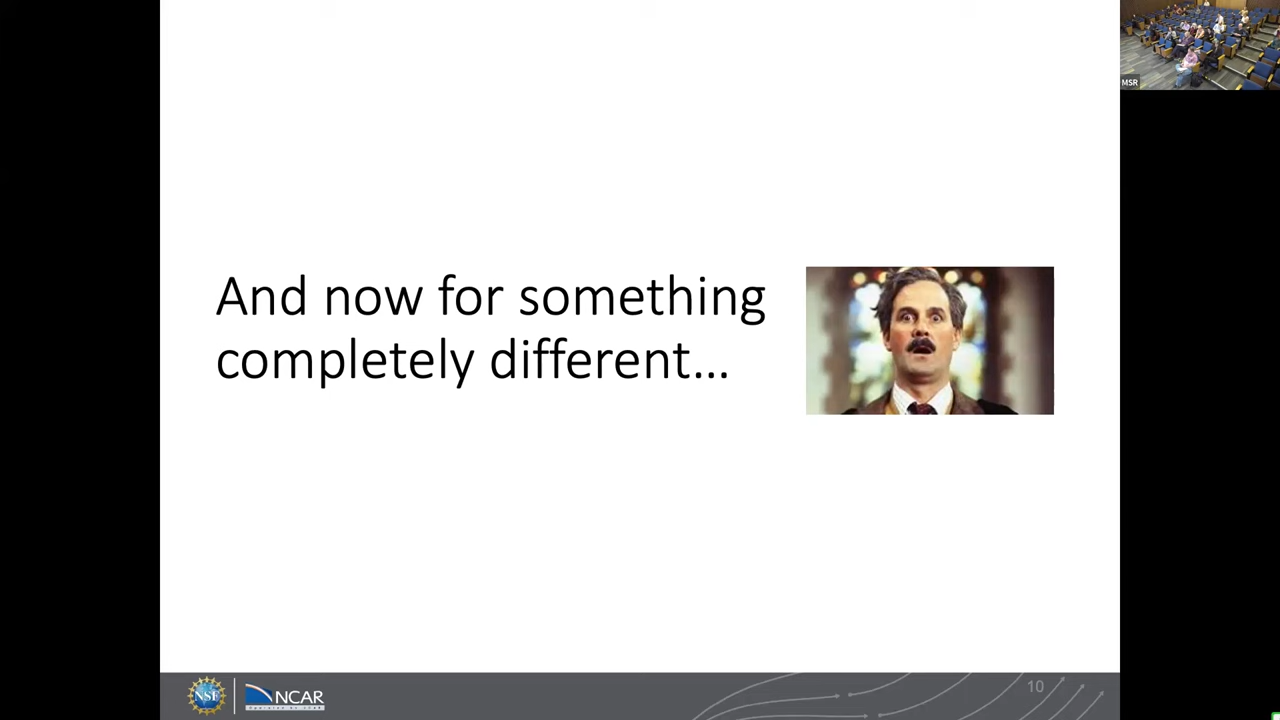 MSR
And now for something
completely different…
NSF
NCAR
10